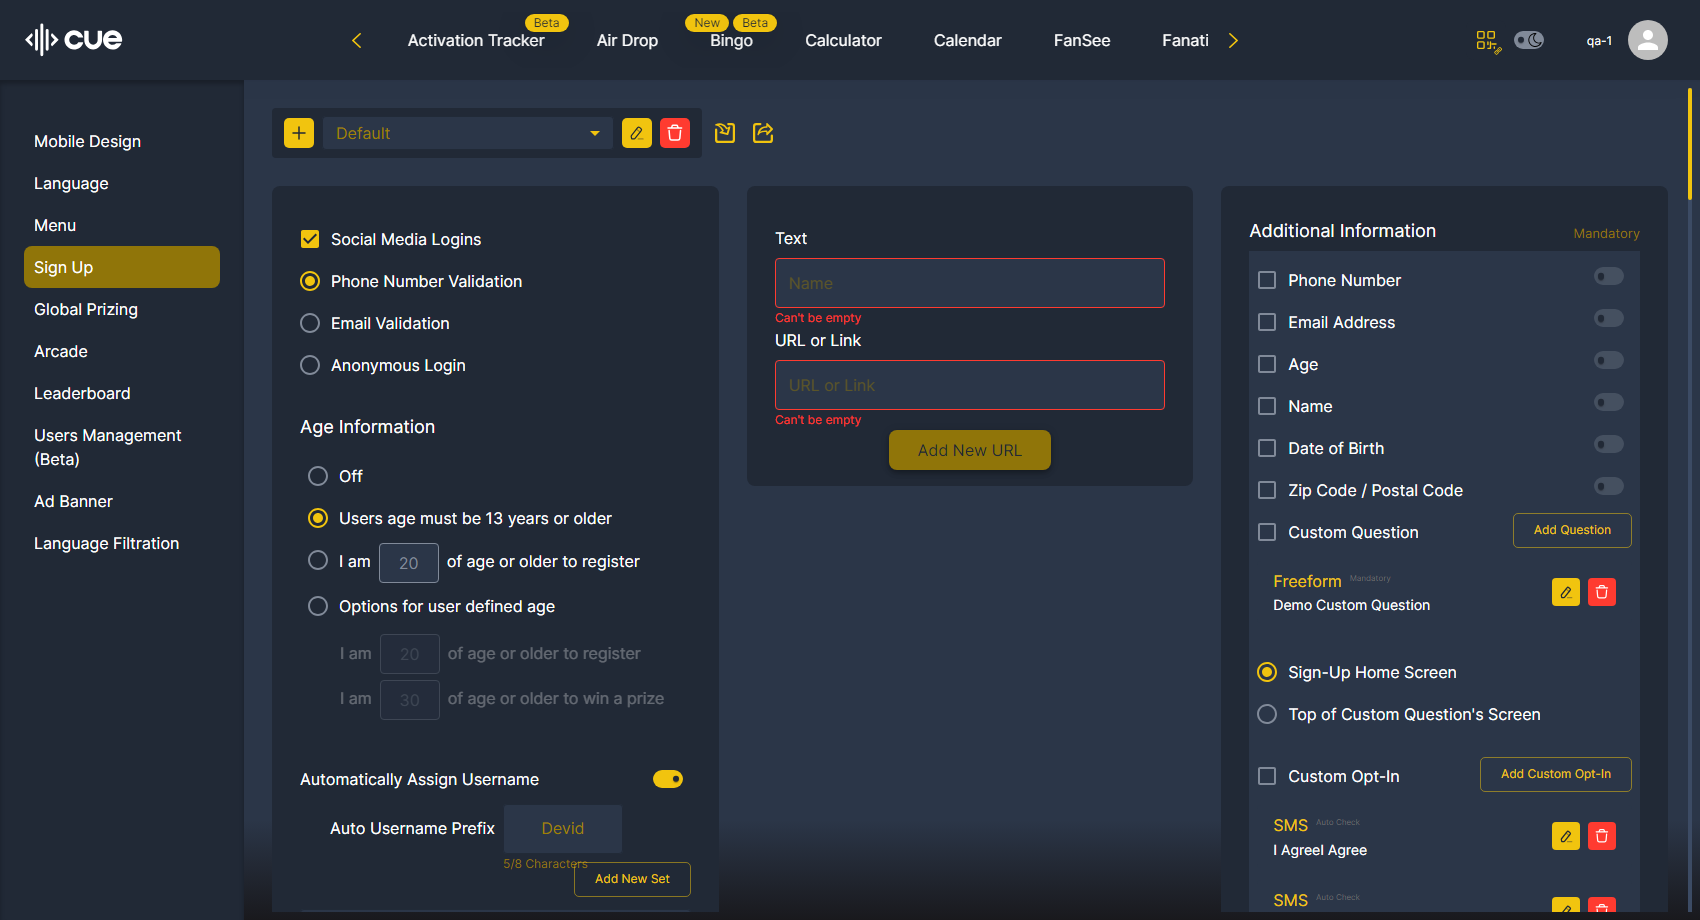 cue
Activation Tracker
Beta
Air Drop
New
Beta
Bingo
Calculator
Calendar
FanSee
Fanati
qa-1
Mobile Design
Language
Menu
Sign Up
Global Prizing
Arcade
Leaderboard
Users Management
(Beta)
Ad Banner
Language Filtration
Default
Social Media Logins
Phone Number Validation
Email Validation
Anonymous Login
Age Information
Off
Users age must be 13 years or older
I am 20 of age or older to register
Options for user defined age
I am 20 of age or older to register
I am 30 of age or older to win a prize
Automatically Assign Username
Auto Username Prefix Devid
5/8 Characters
Add New Set
Text
Name
Can't be empty
URL or Link
URL or Link
Can't be empty
Add New URL
Additional Information Mandatory
Phone Number
Email Address
Age
Name
Date of Birth
Zip Code / Postal Code
Custom Question Add Question
Freeform Mandatory
Demo Custom Question
Sign-Up Home Screen
Top of Custom Question's Screen
Custom Opt-In Add Custom Opt-In
SMS Auto Check
I AgreeI Agree
SMS Auto Check